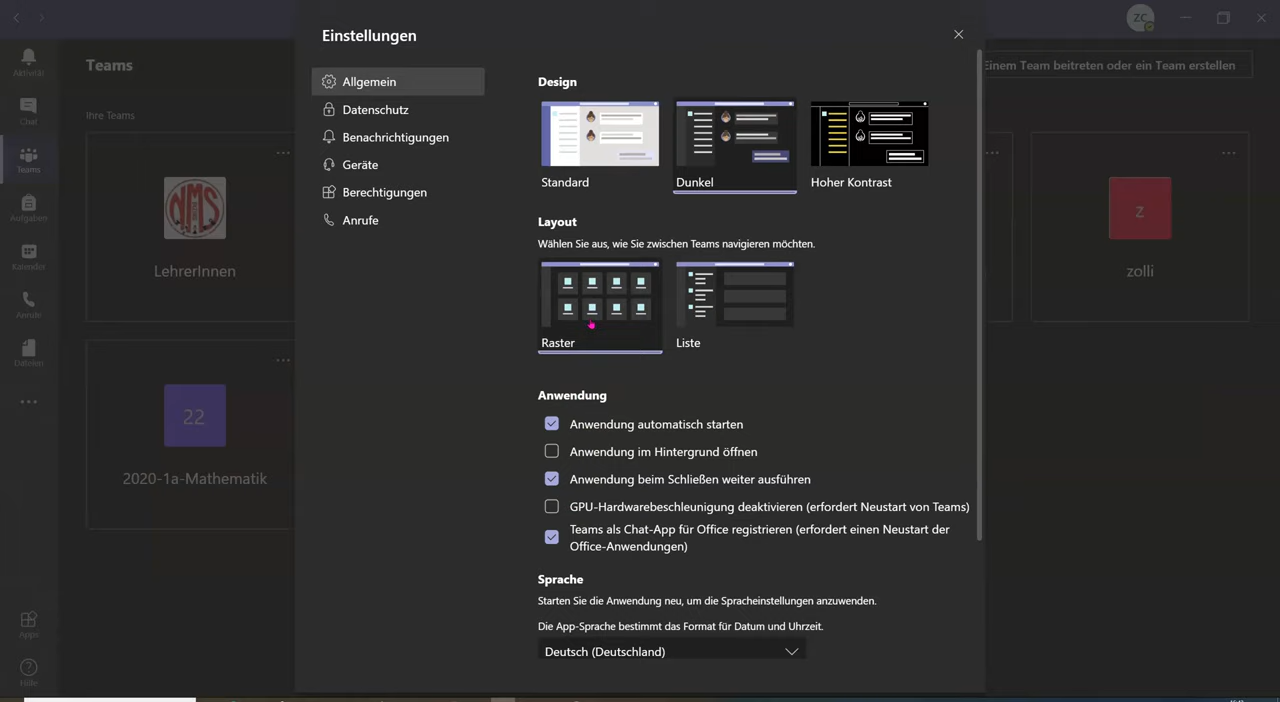 ZC
Einstellungen
Teams
Einem Team beitreten oder ein Team erstellen
Ihre Teams
Aktivität
Chat
Teams
Aufgaben
Kalender
Anrufe
Dateien
Apps
Hilfe
NMS
LehrerInnen
22
2020-1a-Mathematik
z
zolli
Allgemein
Datenschutz
Benachrichtigungen
Geräte
Berechtigungen
Anrufe
Design
Standard
Dunkel
Hoher Kontrast
Layout
Wählen Sie aus, wie Sie zwischen Teams navigieren möchten.
Raster
Liste
Anwendung
Anwendung automatisch starten
Anwendung im Hintergrund öffnen
Anwendung beim Schließen weiter ausführen
GPU-Hardwarebeschleunigung deaktivieren (erfordert Neustart von Teams)
Teams als Chat-App für Office registrieren (erfordert einen Neustart der
Office-Anwendungen)
Sprache
Starten Sie die Anwendung neu, um die Spracheinstellungen anzuwenden.
Die App-Sprache bestimmt das Format für Datum und Uhrzeit.
Deutsch (Deutschland)